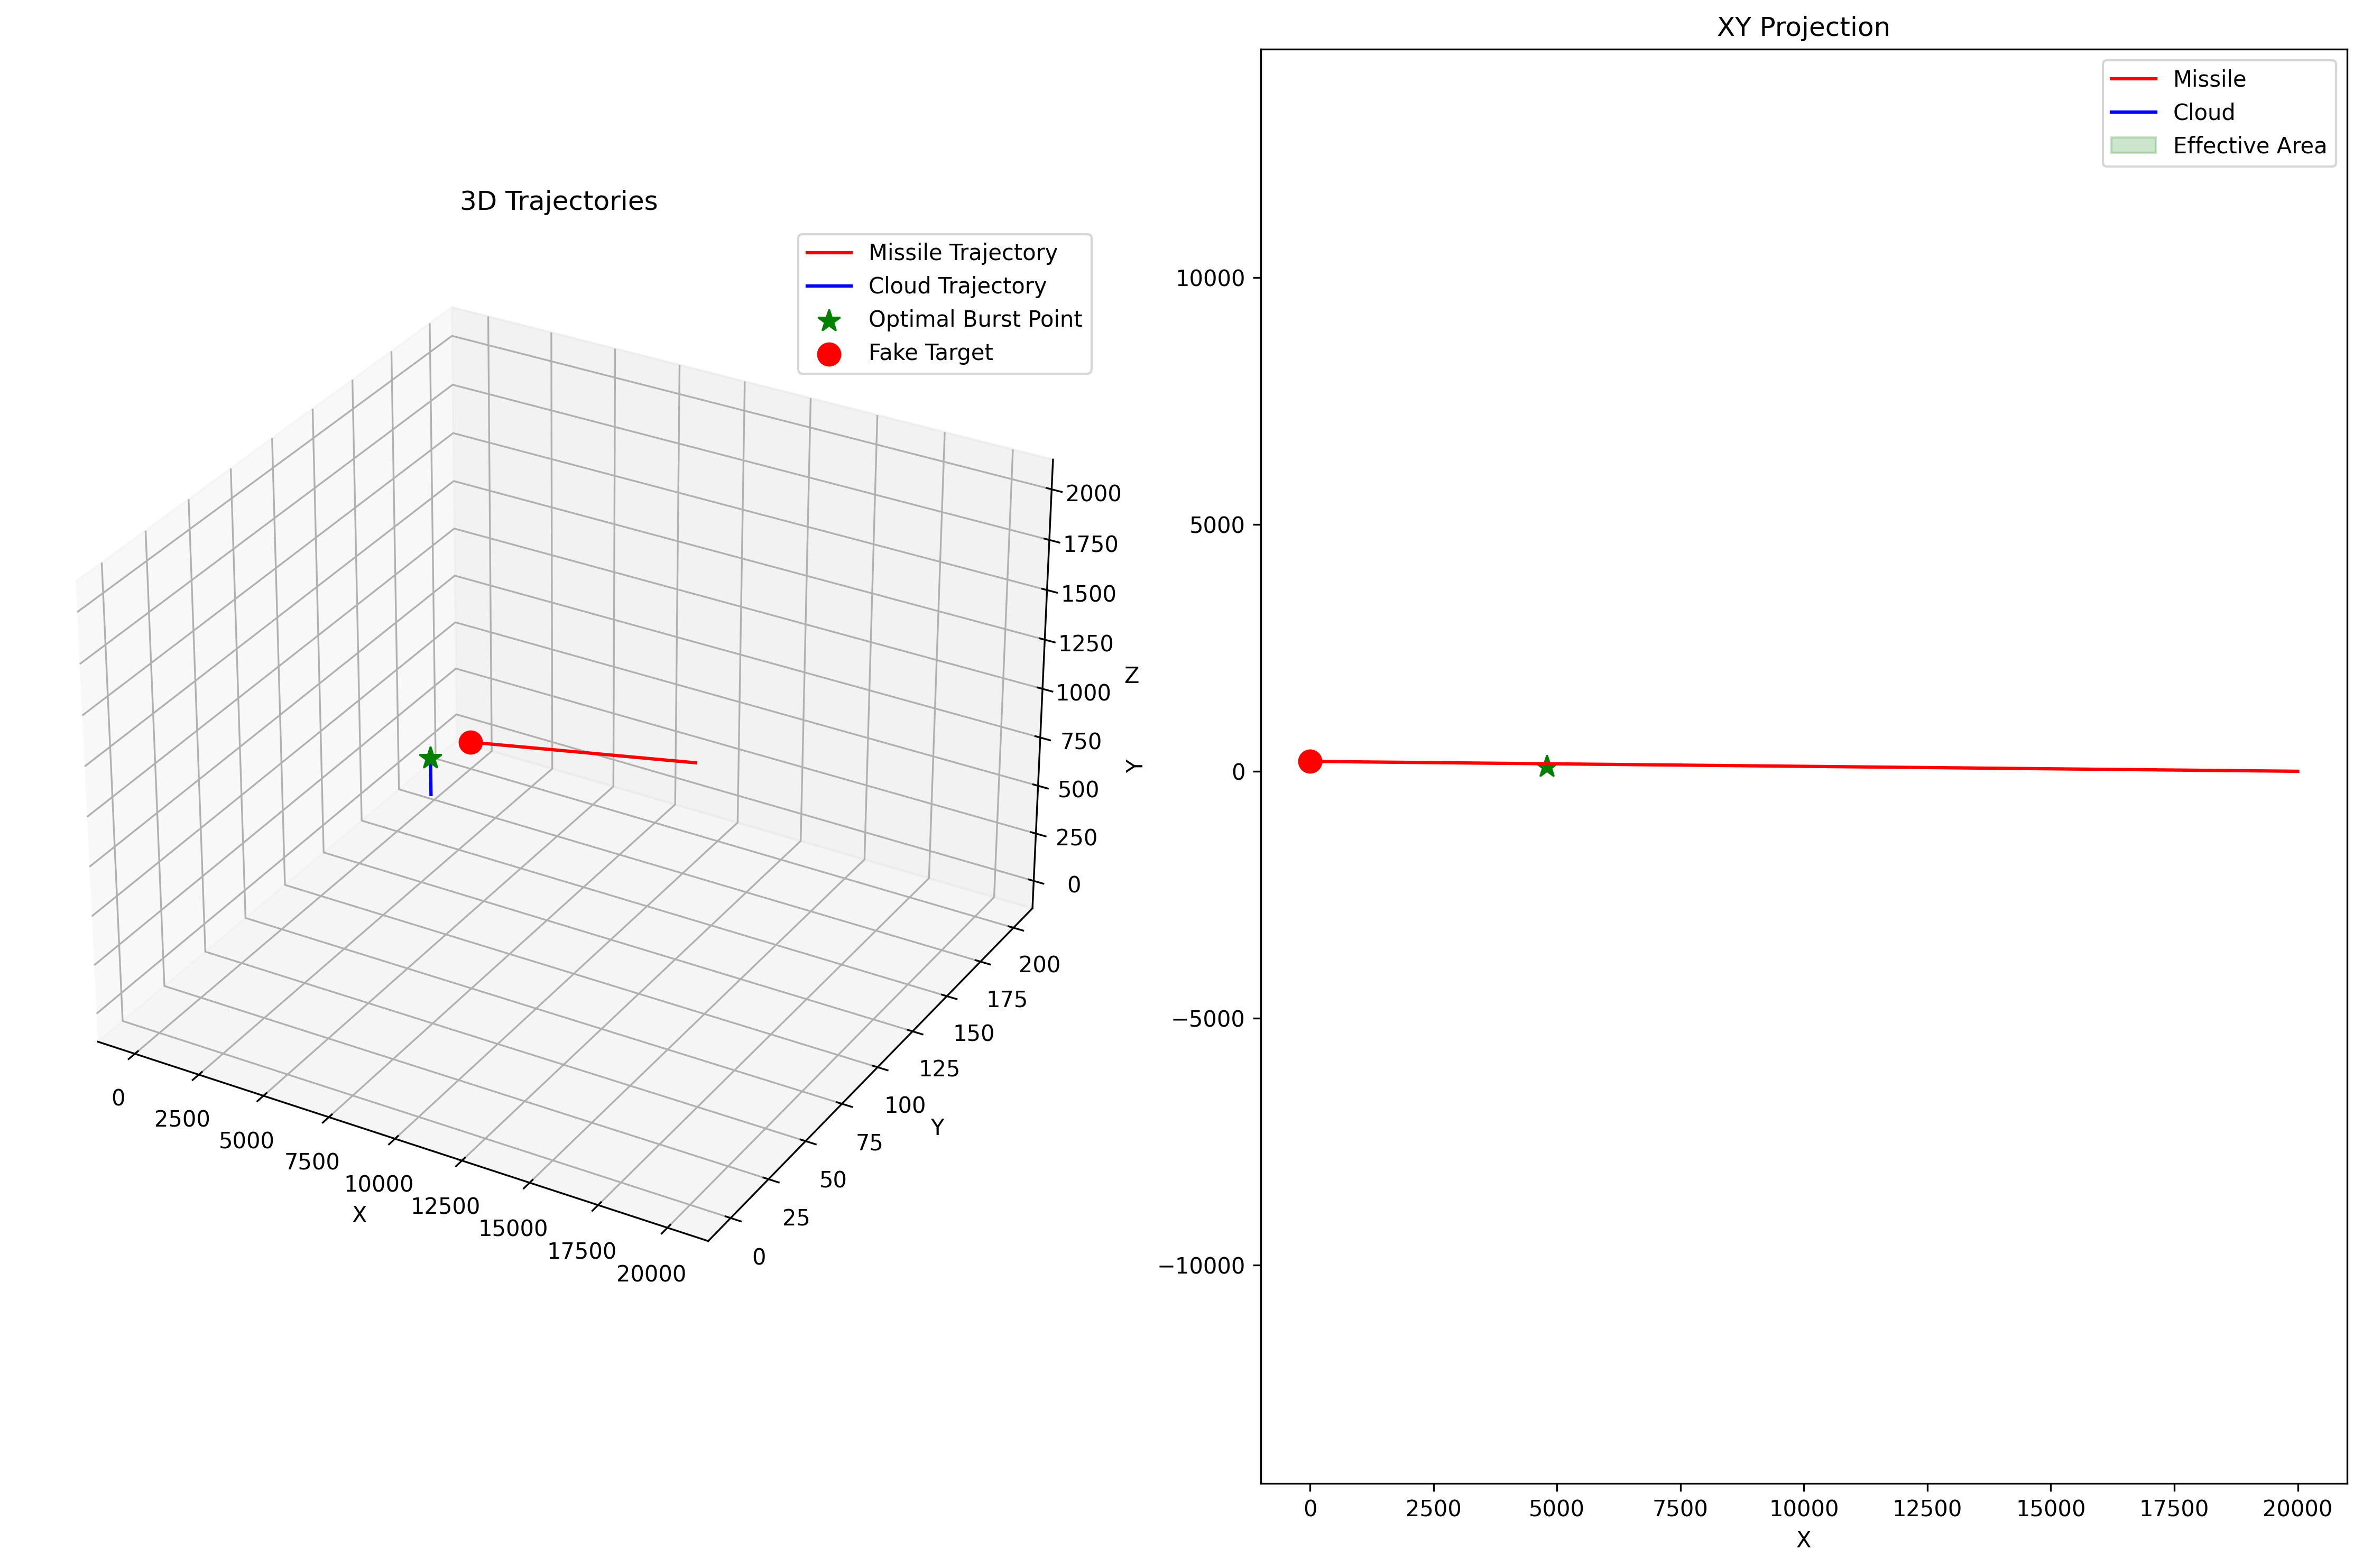 3D Trajectories
Missile Trajectory
Cloud Trajectory
Optimal Burst Point
Fake Target
2000
1750
1500
1250
1000
750
500
250
0
Z
200
175
150
125
100
75
50
25
0
Y
0
2500
5000
7500
10000
12500
15000
17500
20000
X
XY Projection
Missile
Cloud
Effective Area
10000
5000
0
−5000
−10000
Y
0
2500
5000
7500
10000
12500
15000
17500
20000
X